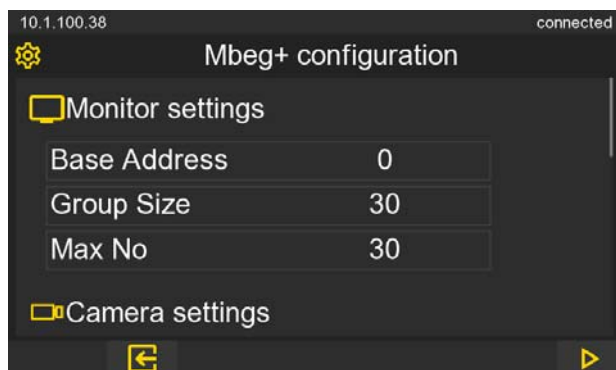 10.1.100.38 connected
Mbeg+ configuration
Monitor settings
Base Address 0
Group Size 30
Max No 30
Camera settings